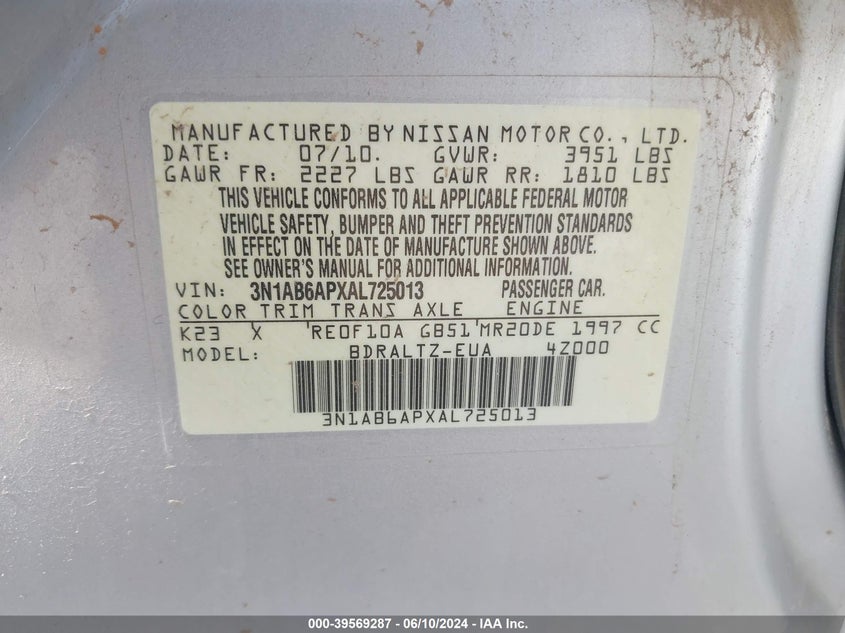 MANUFACTURED BY NISSAN MOTOR CO., LTD.
DATE: 07/10. GVWR: 3951 LBS
GAWR FR: 2227 LBS GAWR RR: 1810 LBS
THIS VEHICLE CONFORMS TO ALL APPLICABLE FEDERAL MOTOR
VEHICLE SAFETY, BUMPER AND THEFT PREVENTION STANDARDS
IN EFFECT ON THE DATE OF MANUFACTURE SHOWN ABOVE.
SEE OWNER'S MANUAL FOR ADDITIONAL INFORMATION.
VIN: 3N1AB6APXAL725013 PASSENGER CAR.
COLOR TRIM TRANS AXLE ENGINE
K23 X 'RE0F10A GB51'MR20DE 1997 CC
MODEL: BDRALTZ-EUA 4Z000
3N1AB6APXAL725013
000-39569287 - 06/10/2024 - IAA Inc.